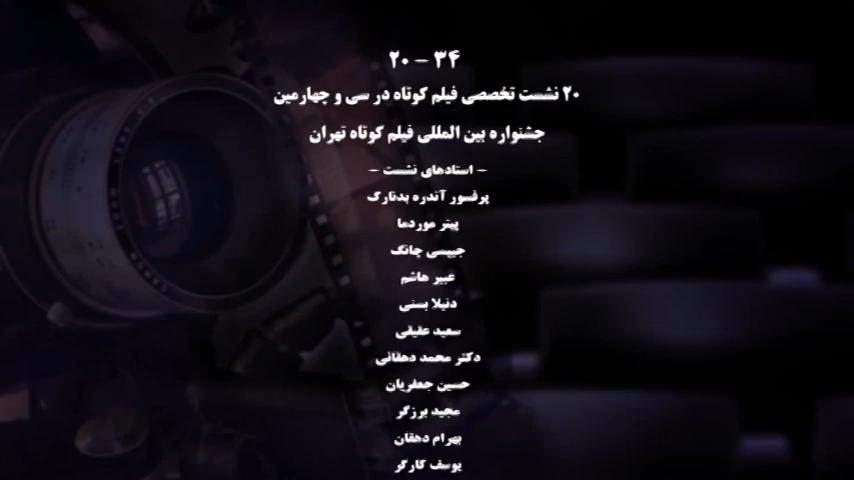 ۲۰ – ۳۴
۲۰ نشست تخصصی فیلم کوتاه در سی و چهارمین
جشنواره بین المللی فیلم کوتاه تهران
– استادهای نشست –
پرفسور آندره بدنارک
پیتر موردما
جیپسی چانگ
عبیر هاشم
دنیلا بسنی
سعید عقیقی
دکتر محمد دهقانی
حسین جعفریان
مجید برزگر
بهرام دهقان
یوسف کارگر